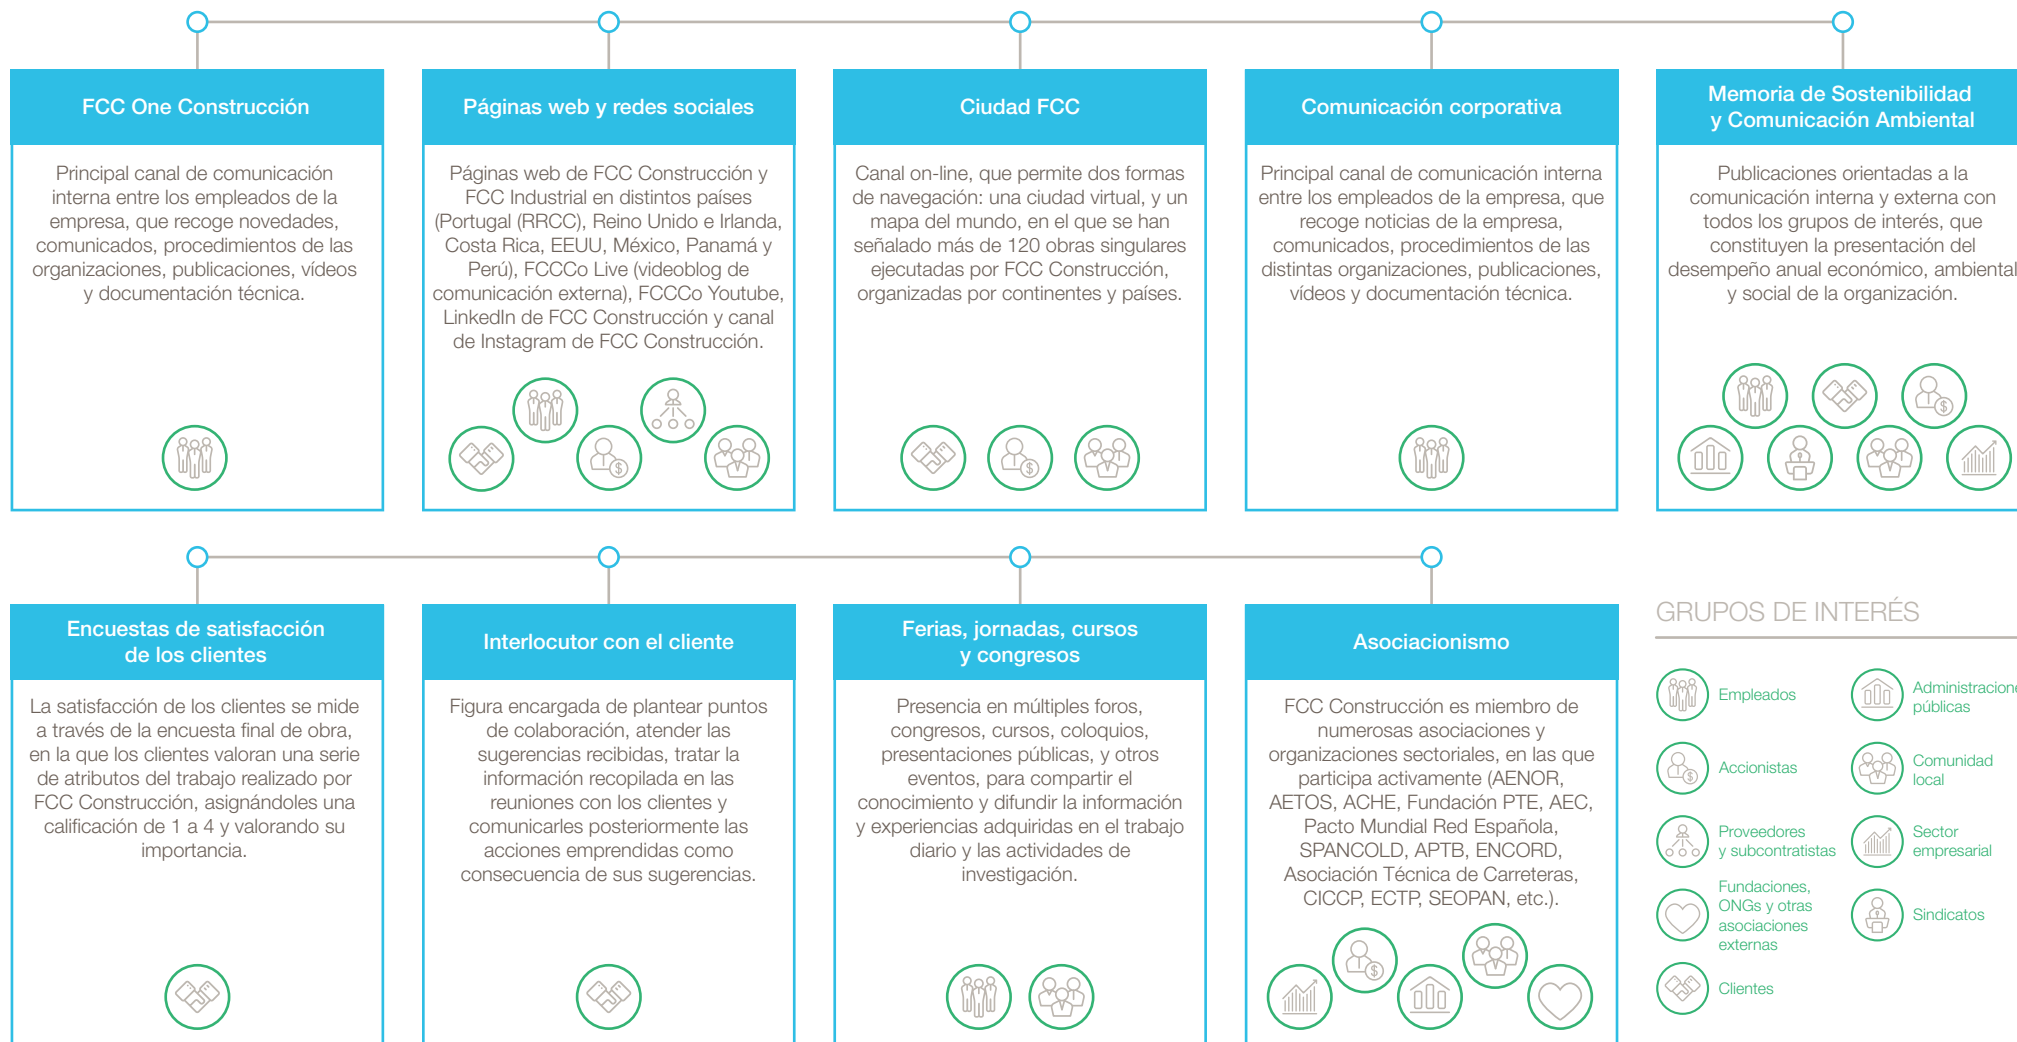 FCC One Construcción
Principal canal de comunicación
interna entre los empleados de la
empresa, que recoge novedades,
comunicados, procedimientos de las
organizaciones, publicaciones, vídeos
y documentación técnica.
Páginas web y redes sociales
Páginas web de FCC Construcción y
FCC Industrial en distintos países
(Portugal (RRCC), Reino Unido e Irlanda,
Costa Rica, EEUU, México, Panamá y
Perú), FCCCo Live (videoblog de
comunicación externa), FCCCo Youtube,
LinkedIn de FCC Construcción y canal
de Instagram de FCC Construcción.
Ciudad FCC
Canal on-line, que permite dos formas
de navegación: una ciudad virtual, y un
mapa del mundo, en el que se han
señalado más de 120 obras singulares
ejecutadas por FCC Construcción,
organizadas por continentes y países.
Comunicación corporativa
Principal canal de comunicación interna
entre los empleados de la empresa, que
recoge noticias de la empresa,
comunicados, procedimientos de las
distintas organizaciones, publicaciones,
vídeos y documentación técnica.
Memoria de Sostenibilidad
y Comunicación Ambiental
Publicaciones orientadas a la
comunicación interna y externa con
todos los grupos de interés, que
constituyen la presentación del
desempeño anual económico, ambiental
y social de la organización.
Encuestas de satisfacción
de los clientes
La satisfacción de los clientes se mide
a través de la encuesta final de obra,
en la que los clientes valoran una serie
de atributos del trabajo realizado por
FCC Construcción, asignándoles una
calificación de 1 a 4 y valorando su
importancia.
Interlocutor con el cliente
Figura encargada de plantear puntos
de colaboración, atender las
sugerencias recibidas, tratar la
información recopilada en las
reuniones con los clientes y
comunicarles posteriormente las
acciones emprendidas como
consecuencia de sus sugerencias.
Ferias, jornadas, cursos
y congresos
Presencia en múltiples foros,
congresos, cursos, coloquios,
presentaciones públicas, y otros
eventos, para compartir el
conocimiento y difundir la información
y experiencias adquiridas en el trabajo
diario y las actividades de
investigación.
Asociacionismo
FCC Construcción es miembro de
numerosas asociaciones y
organizaciones sectoriales, en las que
participa activamente (AENOR,
AETOS, ACHE, Fundación PTE, AEC,
Pacto Mundial Red Española,
SPANCOLD, APTB, ENCORD,
Asociación Técnica de Carreteras,
CICCP, ECTP, SEOPAN, etc.).
GRUPOS DE INTERÉS
Empleados
Accionistas
Proveedores
y subcontratistas
Fundaciones,
ONGs y otras
asociaciones
externas
Clientes
Administracione
públicas
Comunidad
local
Sector
empresarial
Sindicatos